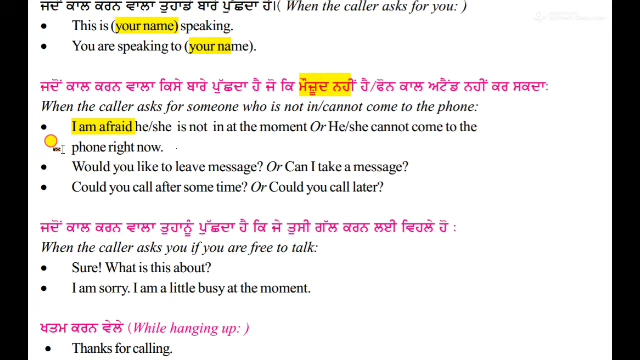 ਜਦੋਂ ਕਾਲ ਕਰਨ ਵਾਲਾ ਤੁਹਾਡੇ ਬਾਰੇ ਪੁੱਛਦਾ ਹੈ।( When the caller asks for you: )
• This is (your name) speaking.
• You are speaking to (your name).
ਜਦੋਂ ਕਾਲ ਕਰਨ ਵਾਲਾ ਕਿਸੇ ਬਾਰੇ ਪੁੱਛਦਾ ਹੈ ਜੋ ਕਿ ਮੌਜੂਦ ਨਹੀਂ ਹੈ/ਫੋਨ ਕਾਲ ਅਟੈਂਡ ਨਹੀਂ ਕਰ ਸਕਦਾ:
When the caller asks for someone who is not in/cannot come to the phone:
• I am afraid he/she is not in at the moment Or He/she cannot come to the
phone right now.
• Would you like to leave message? Or Can I take a message?
• Could you call after some time? Or Could you call later?
ਜਦੋਂ ਕਾਲ ਕਰਨ ਵਾਲਾ ਤੁਹਾਨੂੰ ਪੁੱਛਦਾ ਹੈ ਕਿ ਜੇ ਤੁਸੀ ਗੱਲ ਕਰਨ ਲਈ ਵਿਹਲੇ ਹੋ :
When the caller asks you if you are free to talk:
• Sure! What is this about?
• I am sorry. I am a little busy at the moment.
ਖਤਮ ਕਰਨ ਵੇਲੇ (While hanging up: )
• Thanks for calling.